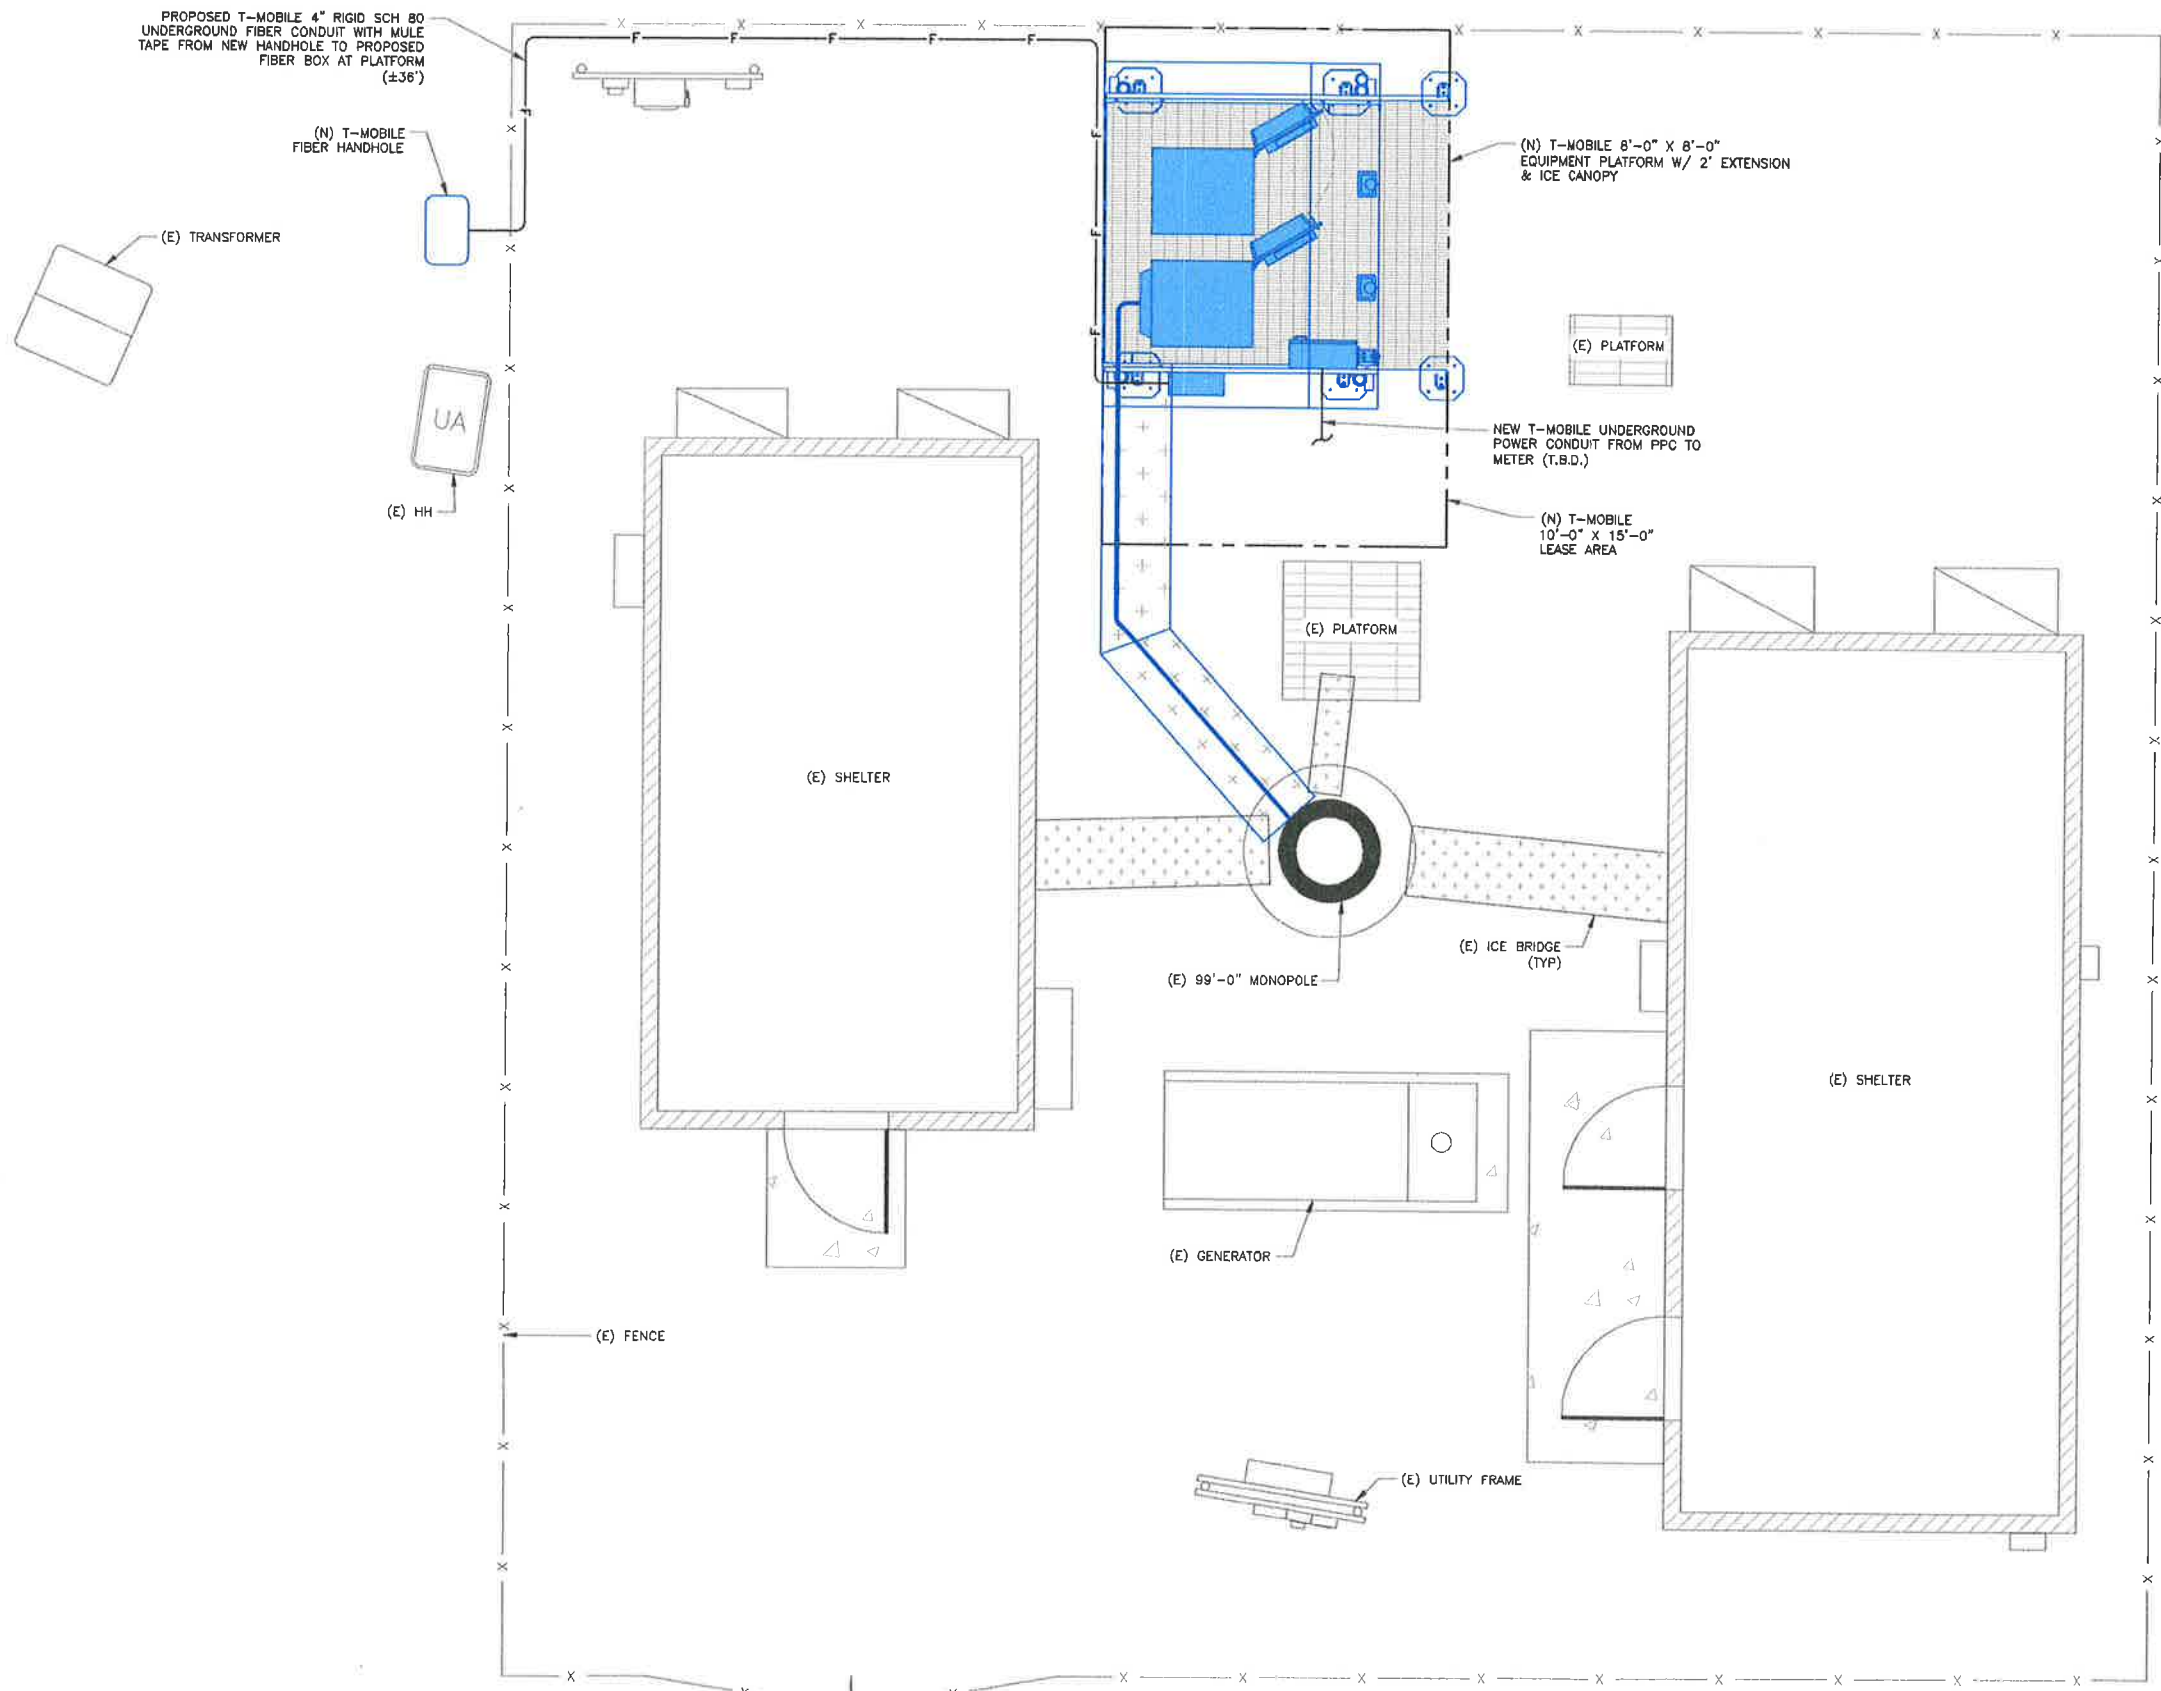 PROPOSED T-MOBILE 4" RIGID SCH 80
UNDERGROUND FIBER CONDUIT WITH MULE
TAPE FROM NEW HANDHOLE TO PROPOSED
FIBER BOX AT PLATFORM
(±36')
(N) T-MOBILE
FIBER HANDHOLE
(E) TRANSFORMER
UA
(E) HH
(N) T-MOBILE 8'-0" X 8'-0"
EQUIPMENT PLATFORM W/ 2' EXTENSION
& ICE CANOPY
(E) PLATFORM
NEW T-MOBILE UNDERGROUND
POWER CONDUIT FROM PPC TO
METER (T.B.D.)
(N) T-MOBILE
10'-0" X 15'-0"
LEASE AREA
(E) PLATFORM
(E) SHELTER
(E) ICE BRIDGE
(TYP)
(E) 99'-0" MONOPOLE
(E) SHELTER
(E) GENERATOR
(E) FENCE
(E) UTILITY FRAME